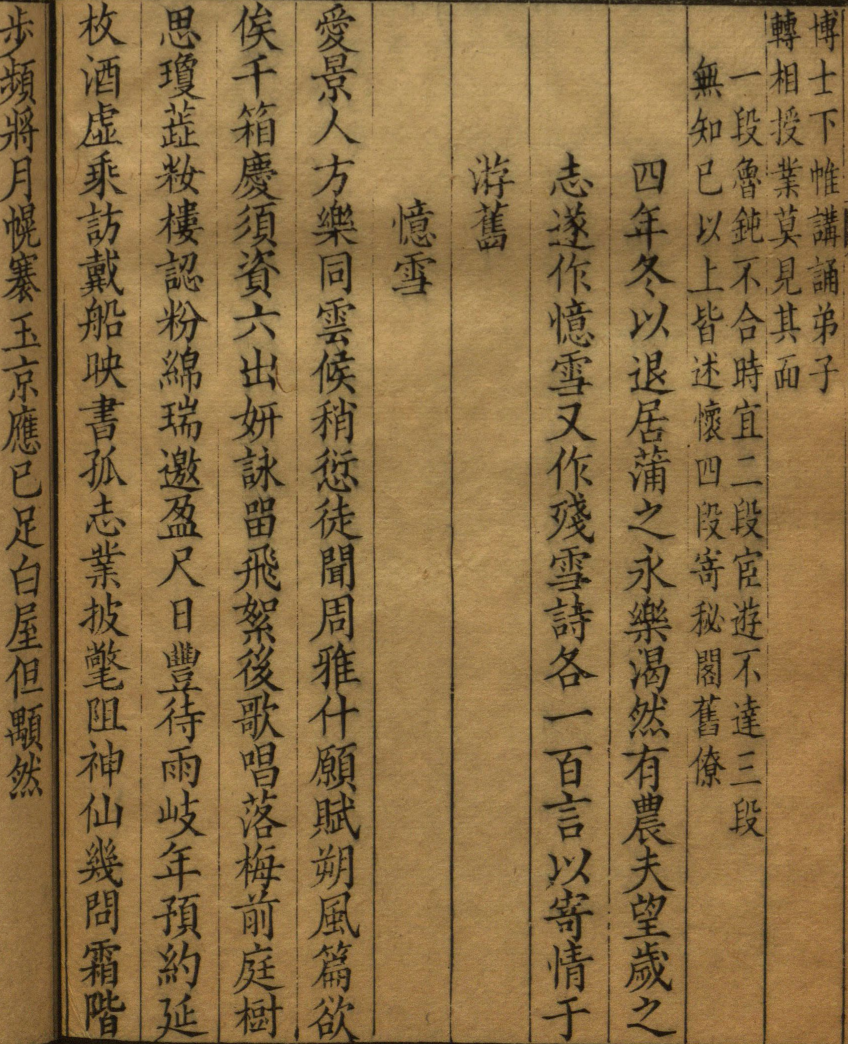 博士下帷講誦弟子
轉相授業莫見其面
一段魯鈍不合時宜二段宦遊不達三段
無知已以上皆述懷四段寄秘閣舊僚
四年冬以退居蒲之永樂渴然有農夫望歲之
志遂作憶雪又作殘雪詩各一百言以寄情于
游舊
憶雪
愛景人方樂同雲候稍愆徒聞周雅什願賦朔風篇欲
俟千箱慶須資六出妍詠留飛絮後歌唱落梅前庭樹
思瓊蘂粧樓認粉綿瑞邀盈尺日豐待兩歧年預約延
枚酒虛乘訪戴船映書孤志業披氅阻神仙幾問霜階
步頻將月幌褰玉京應已足白屋但顒然